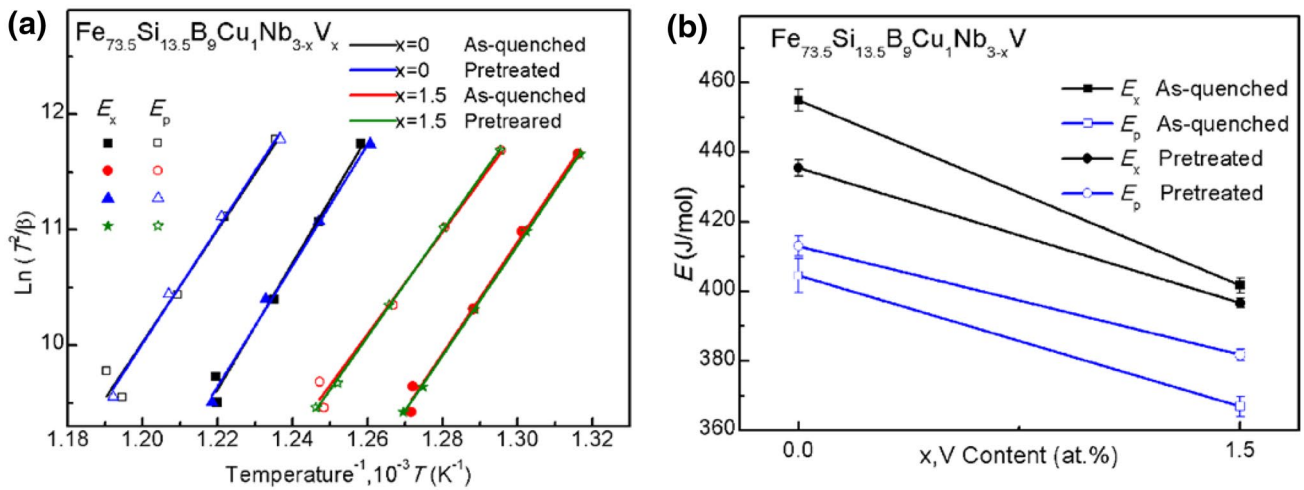 (a)
Fe73.5Si13.5B9Cu1Nb3-xVx
x=0 As-quenched
x=0 Pretreated
x=1.5 As-quenched
x=1.5 Pretreared
Ex Ep
12
11
10
Ln (T²/β)
1.18 1.20 1.22 1.24 1.26 1.28 1.30 1.32
Temperature⁻¹,10⁻³ T (K⁻¹)
(b)
Fe73.5Si13.5B9Cu1Nb3-xV
Ex As-quenched
Ep As-quenched
Ex Pretreated
Ep Pretreated
460
440
420
400
380
360
E (J/mol)
0.0 1.5
x,V Content (at.%)